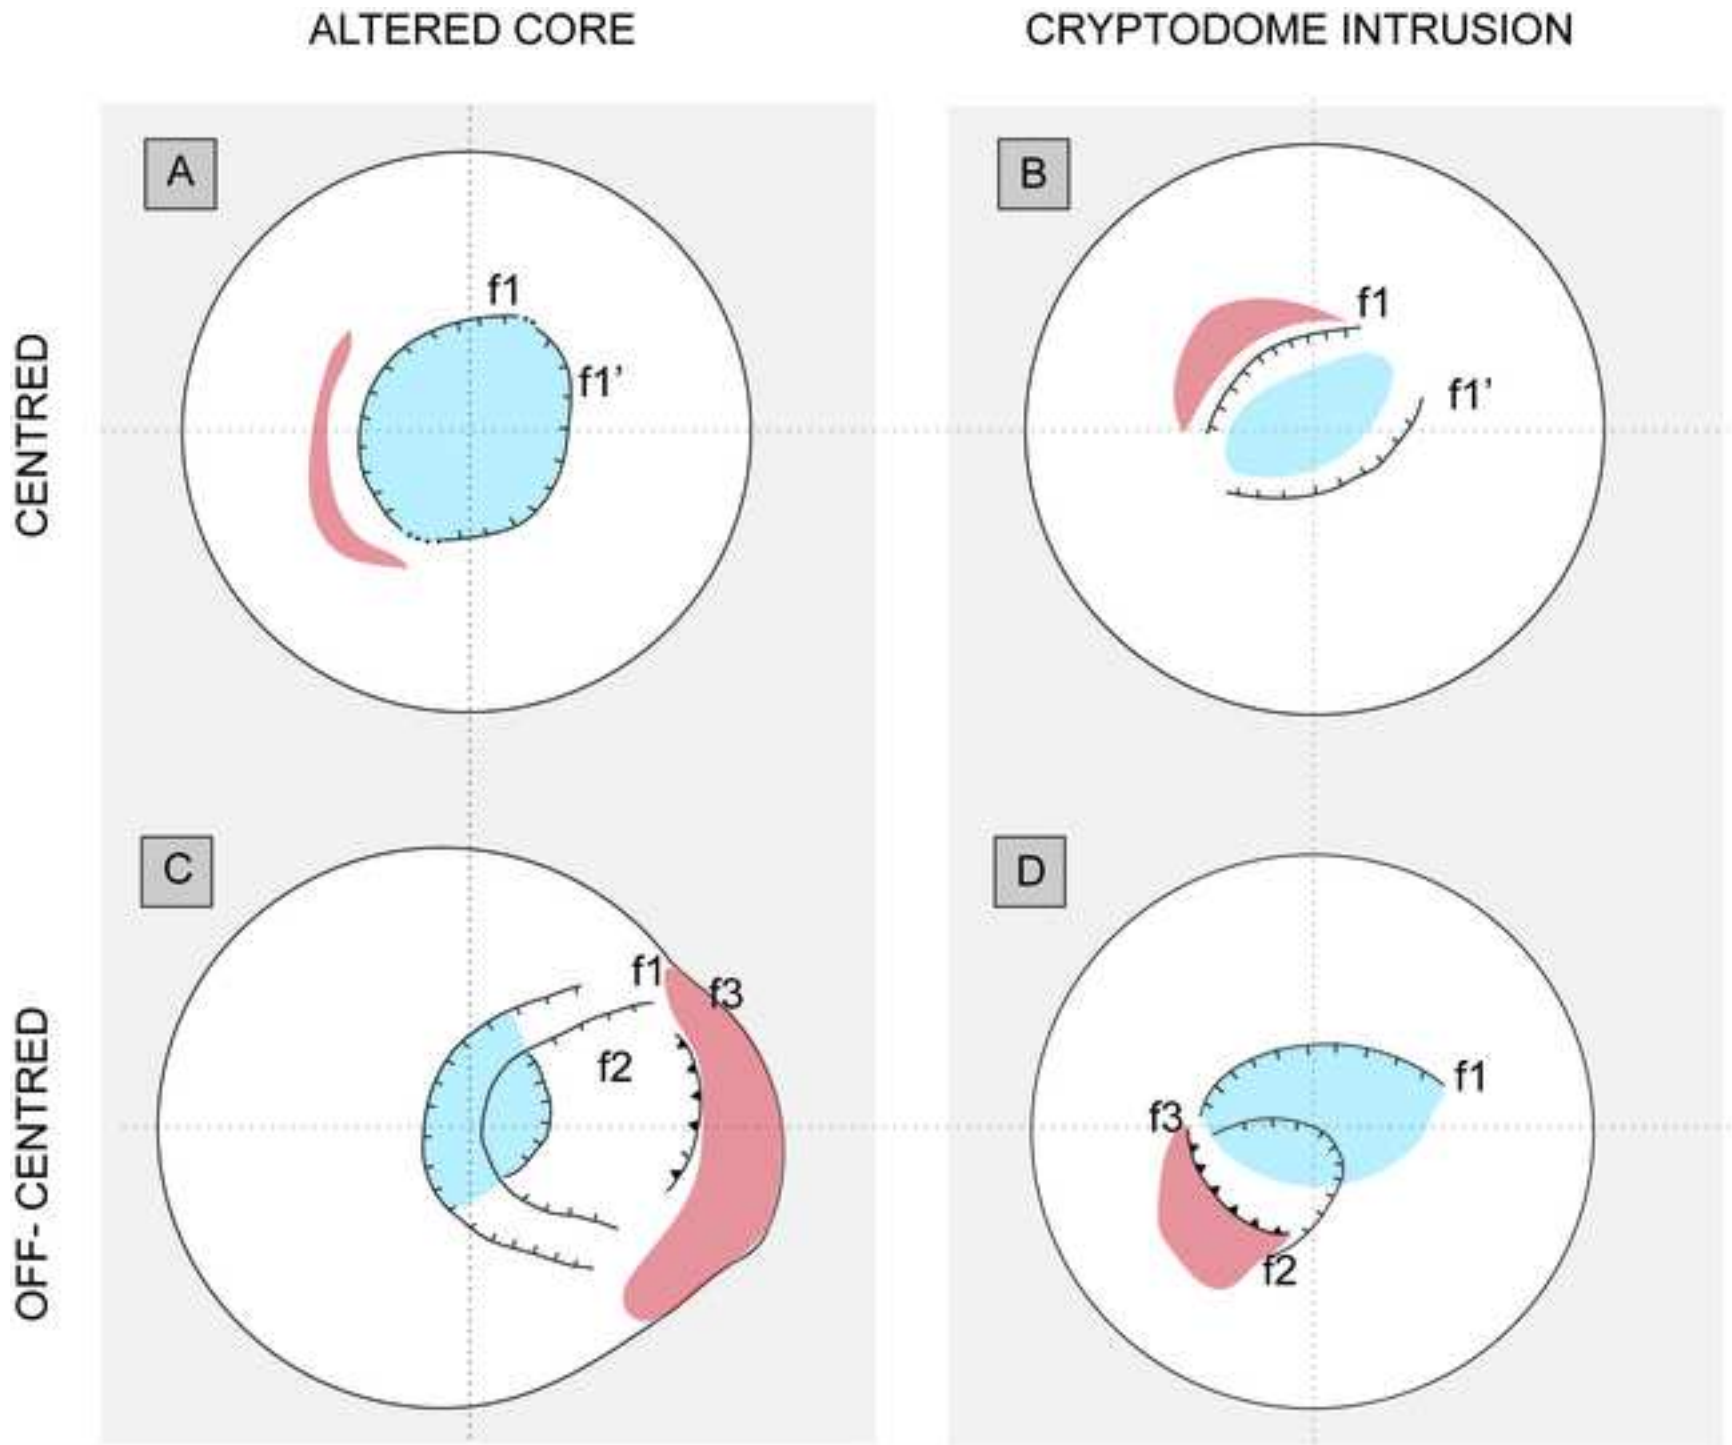 ALTERED CORE
CRYPTODOME INTRUSION
CENTRED
A
f1
f1’
B
f1
f1’
OFF- CENTRED
C
f1
f3
f2
D
f1
f3
f2